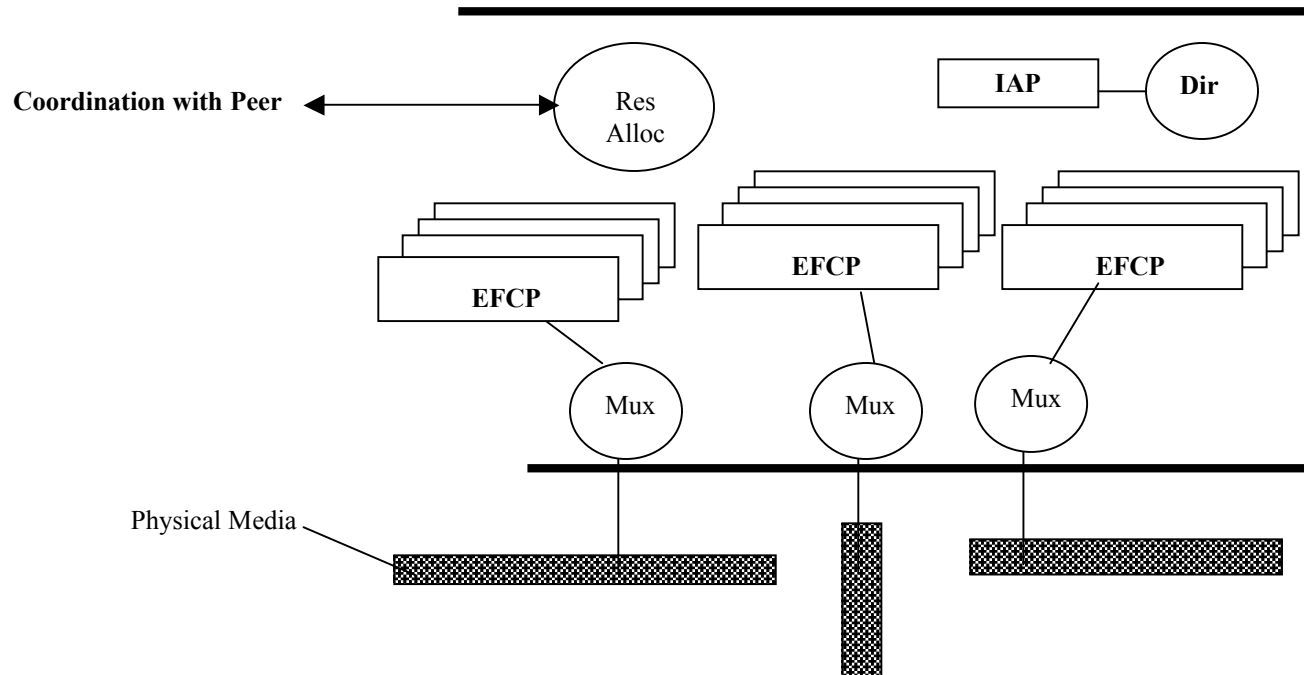 IAP
Dir
Coordination with Peer
Res
Alloc
EFCP
EFCP
EFCP
Mux
Mux
Mux
Physical Media